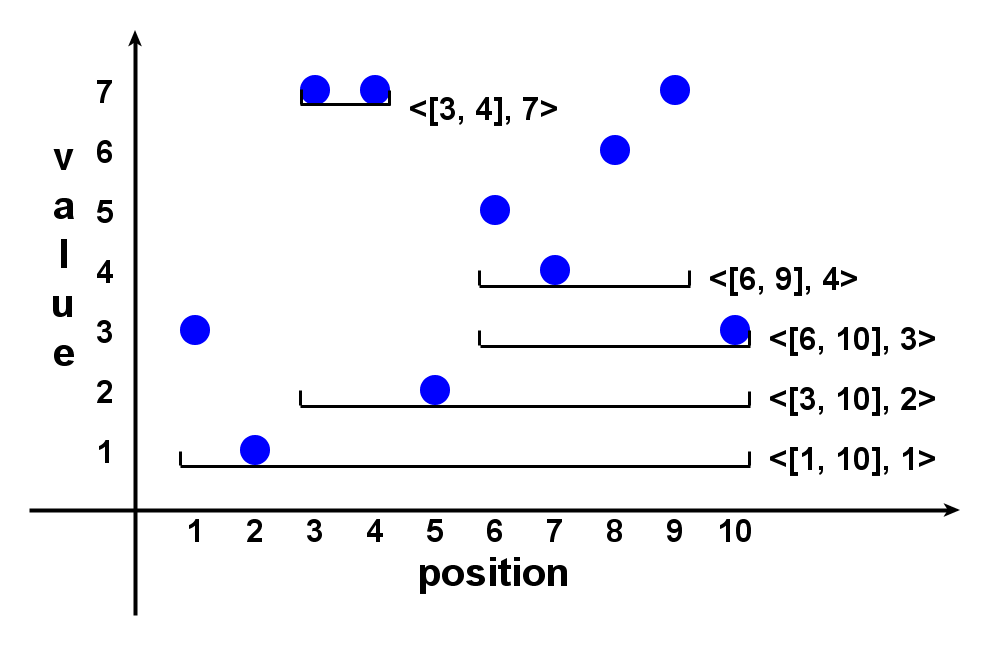 7
<[3, 4], 7>
6
5
4
<[6, 9], 4>
3
<[6, 10], 3>
2
<[3, 10], 2>
1
<[1, 10], 1>
value
1 2 3 4 5 6 7 8 9 10
position